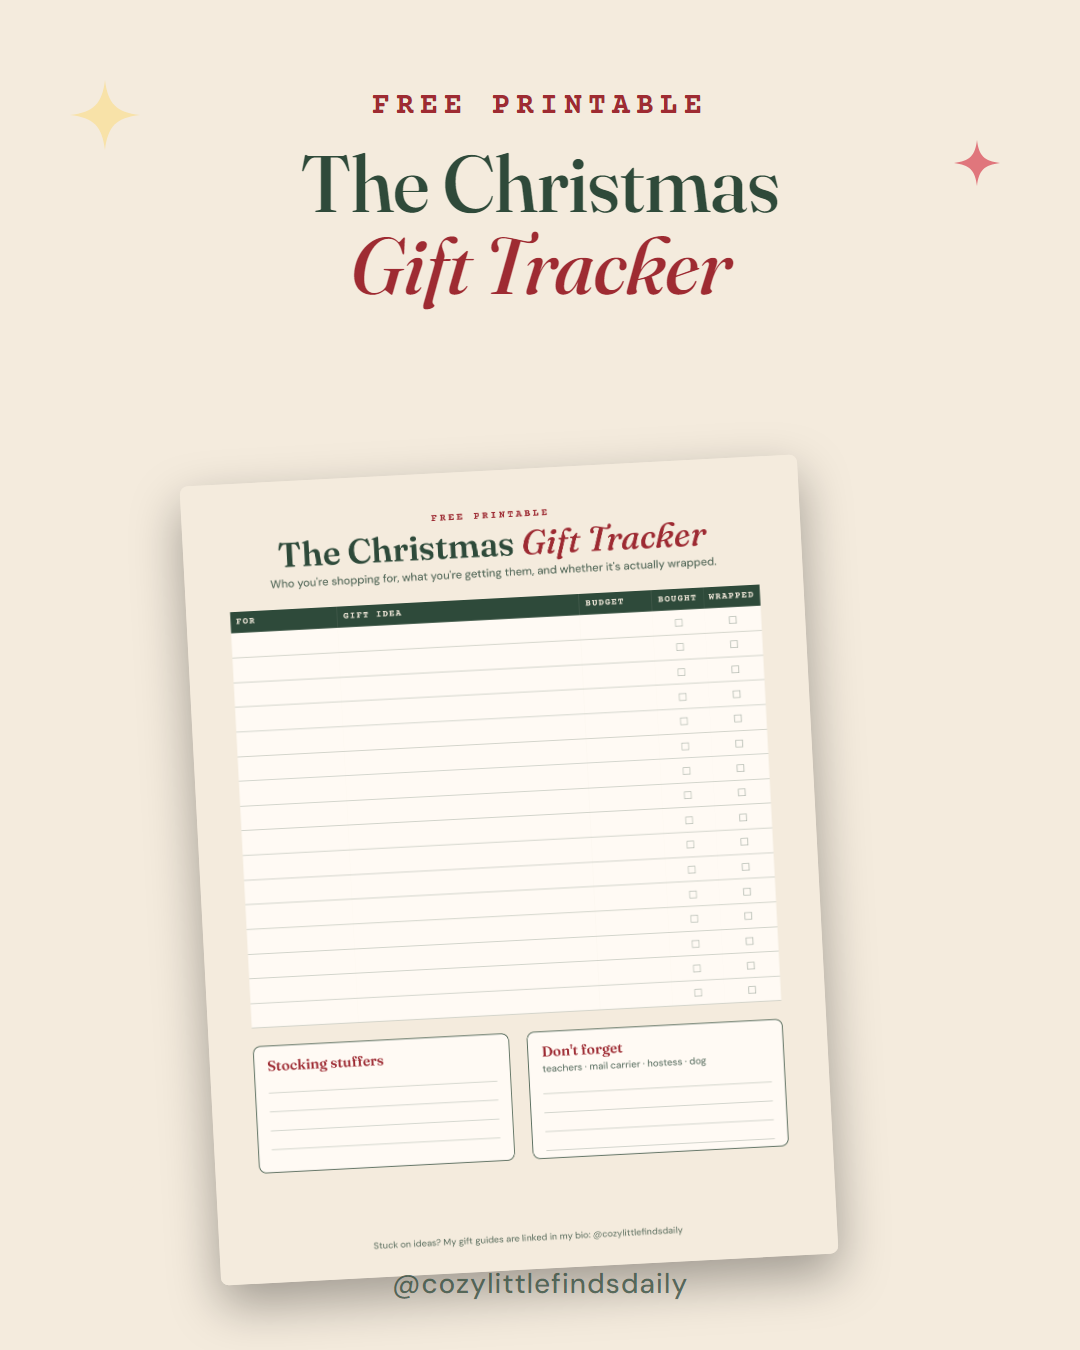 FREE PRINTABLE
The Christmas
Gift Tracker
FREE PRINTABLE
The Christmas Gift Tracker
Who you're shopping for, what you're getting them, and whether it's actually wrapped.
FOR GIFT IDEA BUDGET BOUGHT WRAPPED
Stocking stuffers
Don't forget
teachers · mail carrier · hostess · dog
Stuck on ideas? My gift guides are linked in my bio: @cozylittlefindsdaily
@cozylittlefindsdaily